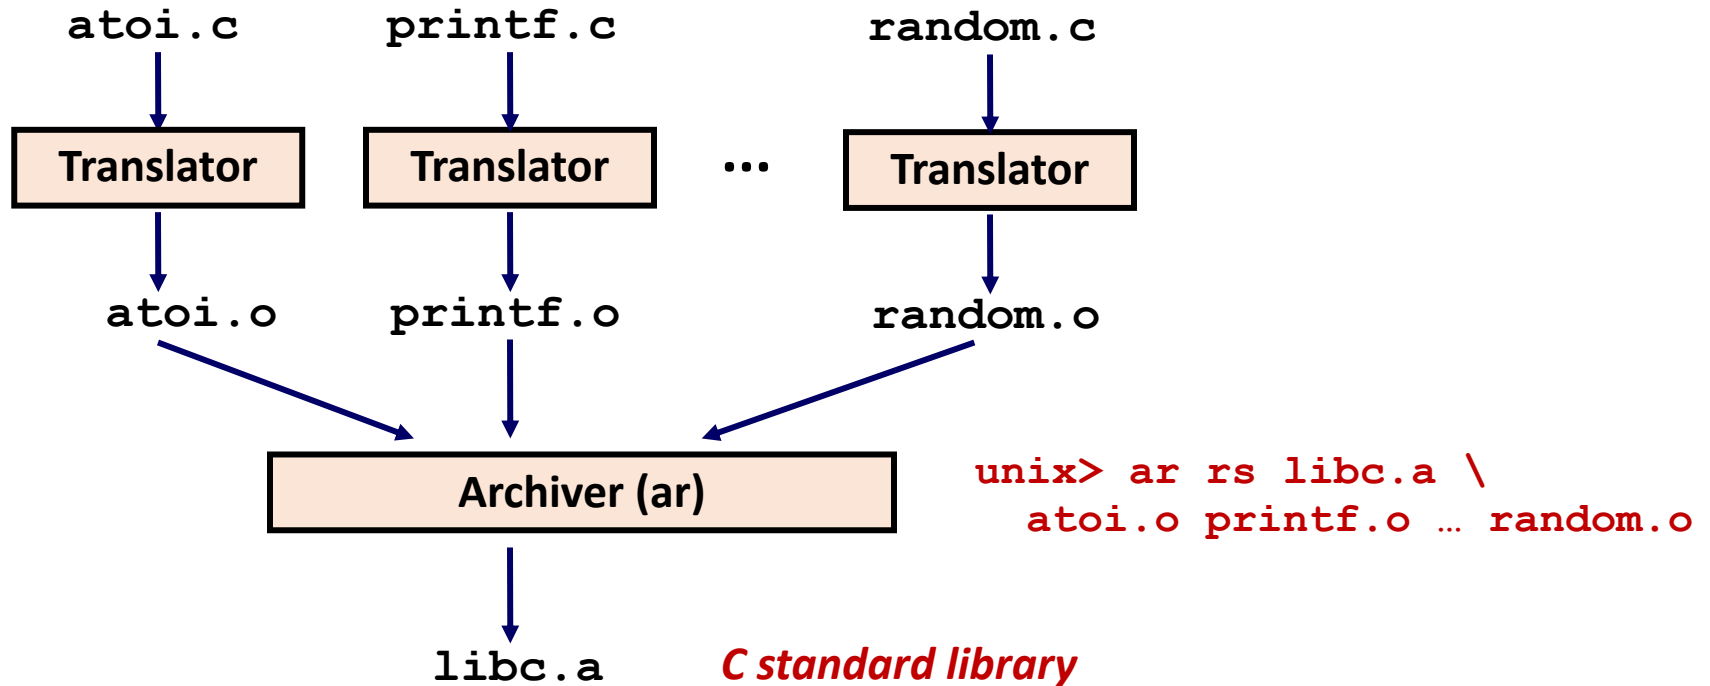 atoi.c printf.c random.c
Translator Translator ... Translator
atoi.o printf.o random.o
Archiver (ar)
unix> ar rs libc.a \
atoi.o printf.o … random.o
libc.a C standard library